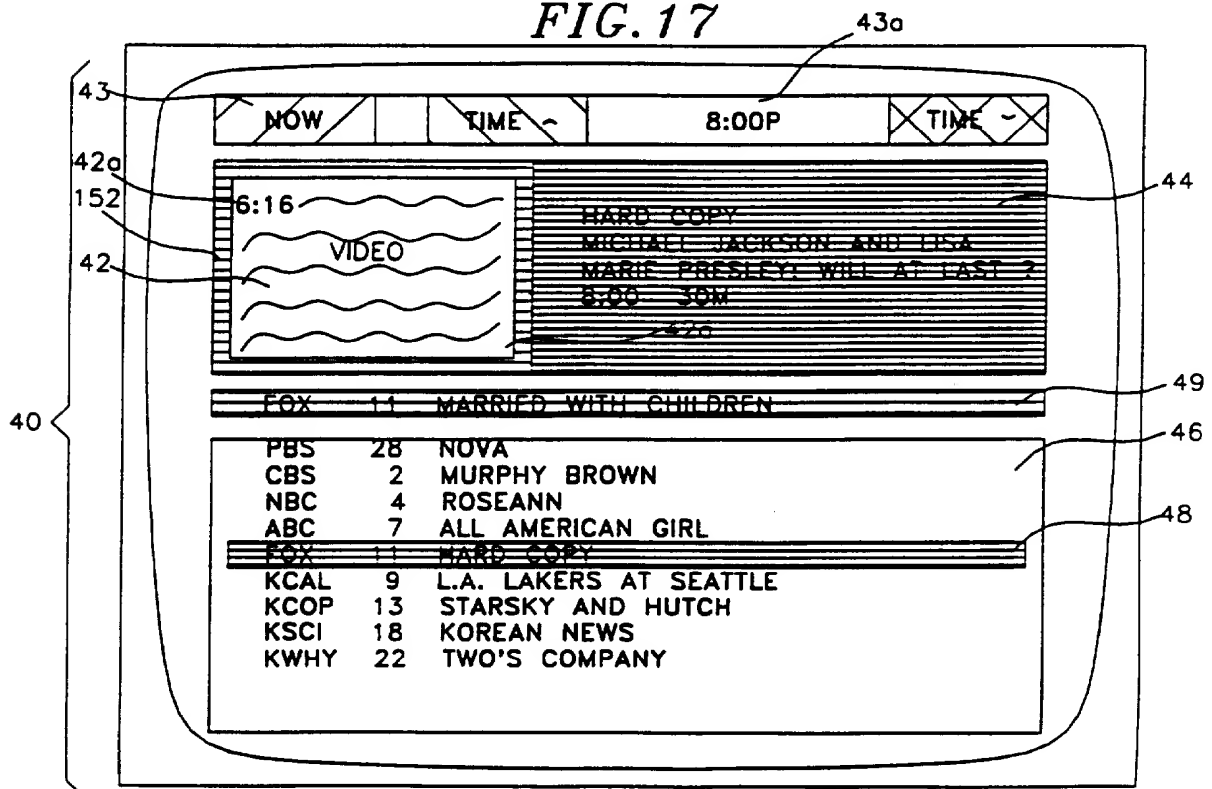 FIG. 17
43a
43
NOW TIME ~ 8:00P TIME ~
42a
152
42
6:16
VIDEO
42a
HARD COPY
MICHAEL JACKSON AND LISA
MARIE PRESLEY: WILL AT LAST ?
8:00 30M
44
FOX 11 MARRIED WITH CHILDREN
49
40
46
PBS 28 NOVA
CBS 2 MURPHY BROWN
NBC 4 ROSEANN
ABC 7 ALL AMERICAN GIRL
FOX 11 HARD COPY
48
KCAL 9 L.A. LAKERS AT SEATTLE
KCOP 13 STARSKY AND HUTCH
KSCI 18 KOREAN NEWS
KWHY 22 TWO'S COMPANY